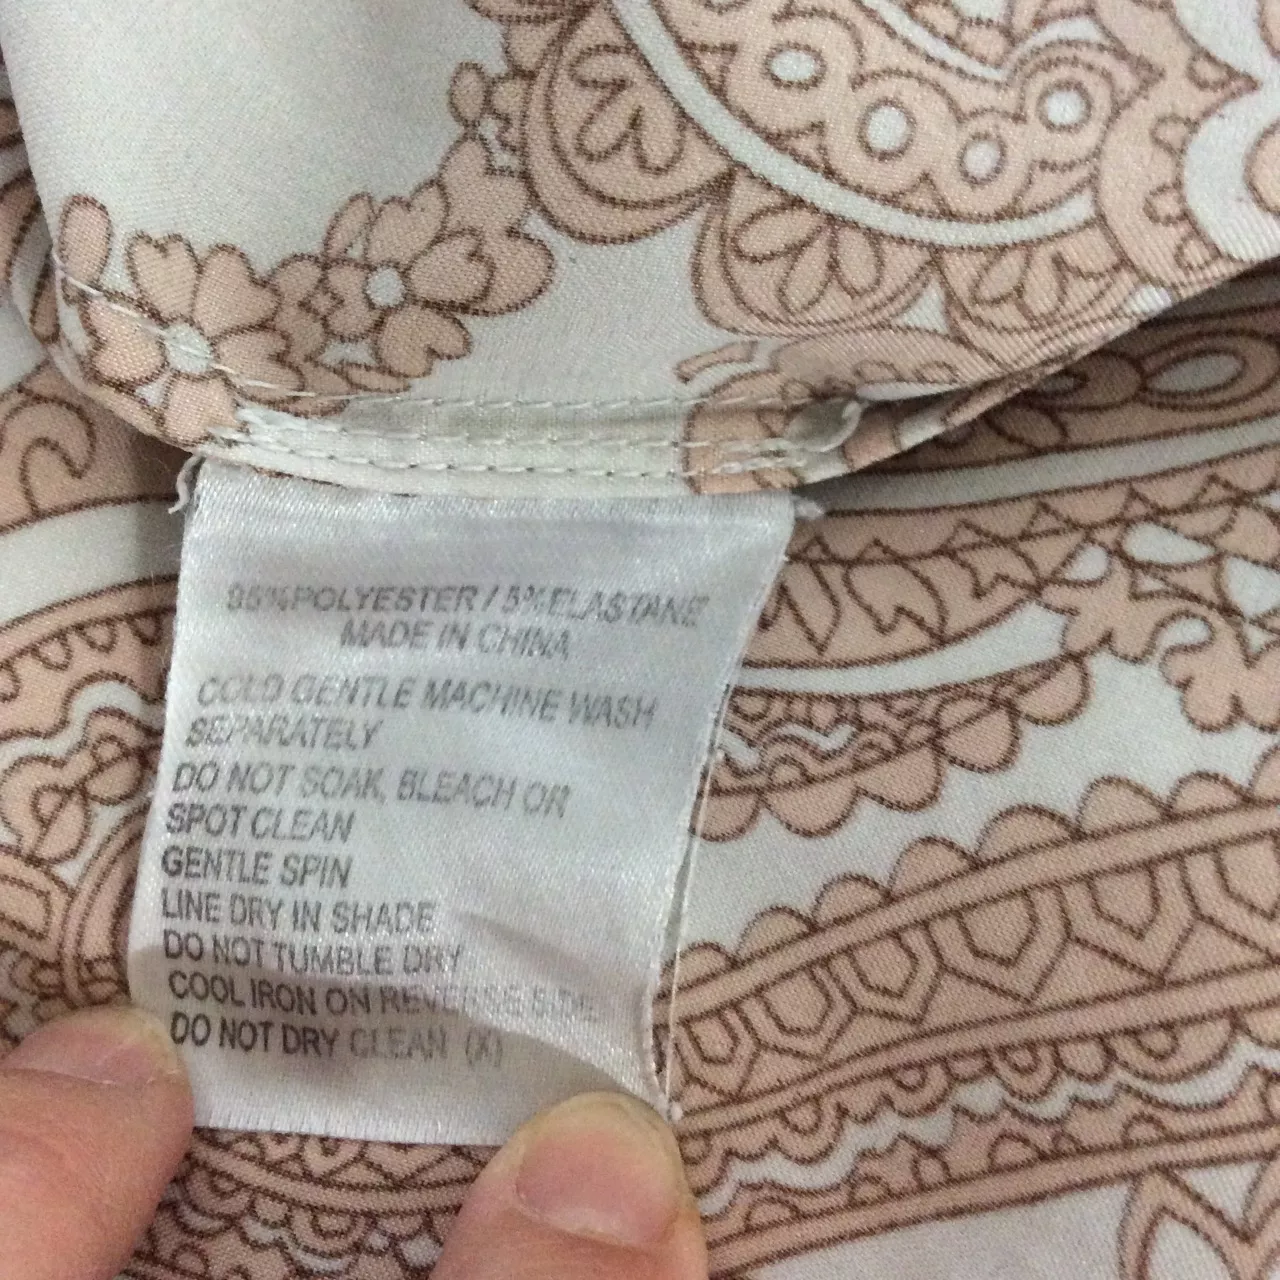 95%POLYESTER / 5%ELASTANE
MADE IN CHINA
COLD GENTLE MACHINE WASH
SEPARATELY
DO NOT SOAK, BLEACH OR
SPOT CLEAN
GENTLE SPIN
LINE DRY IN SHADE
DO NOT TUMBLE DRY
COOL IRON ON REVERSE SIDE
DO NOT DRY CLEAN (X)